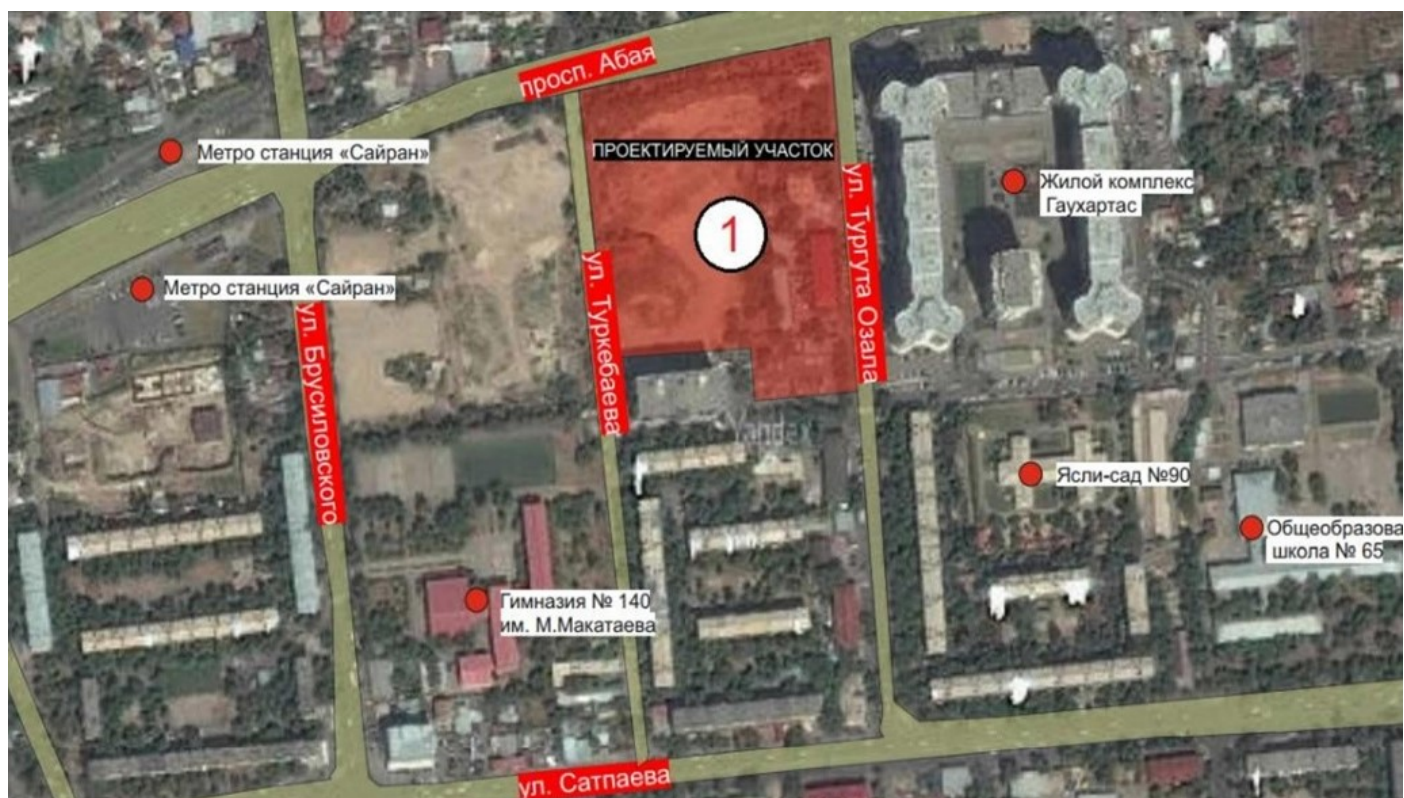 просп. Абая
Метро станция «Сайран»
ПРОЕКТИРУЕМЫЙ УЧАСТОК
1
Жилой комплекс
Гаухартас
ул. Тургута Озала
ул. Туркебаева
Метро станция «Сайран»
ул. Брусиловского
Yandex
Ясли-сад №90
Общеобразова
школа № 65
Гимназия № 140
им. М.Макатаева
ул. Сатпаева